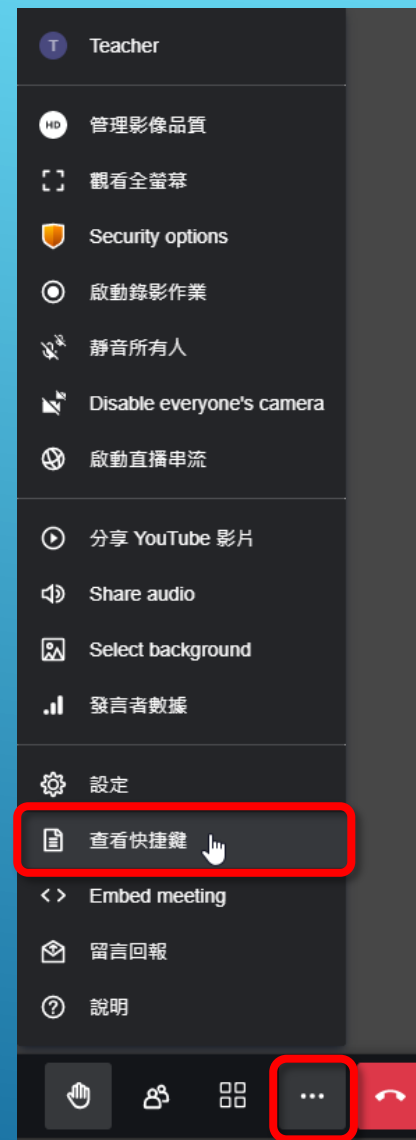 T Teacher
HD 管理影像品質
觀看全螢幕
Security options
啟動錄影作業
靜音所有人
Disable everyone's camera
啟動直播串流
分享 YouTube 影片
Share audio
Select background
發言者數據
設定
查看快捷鍵
Embed meeting
留言回報
說明